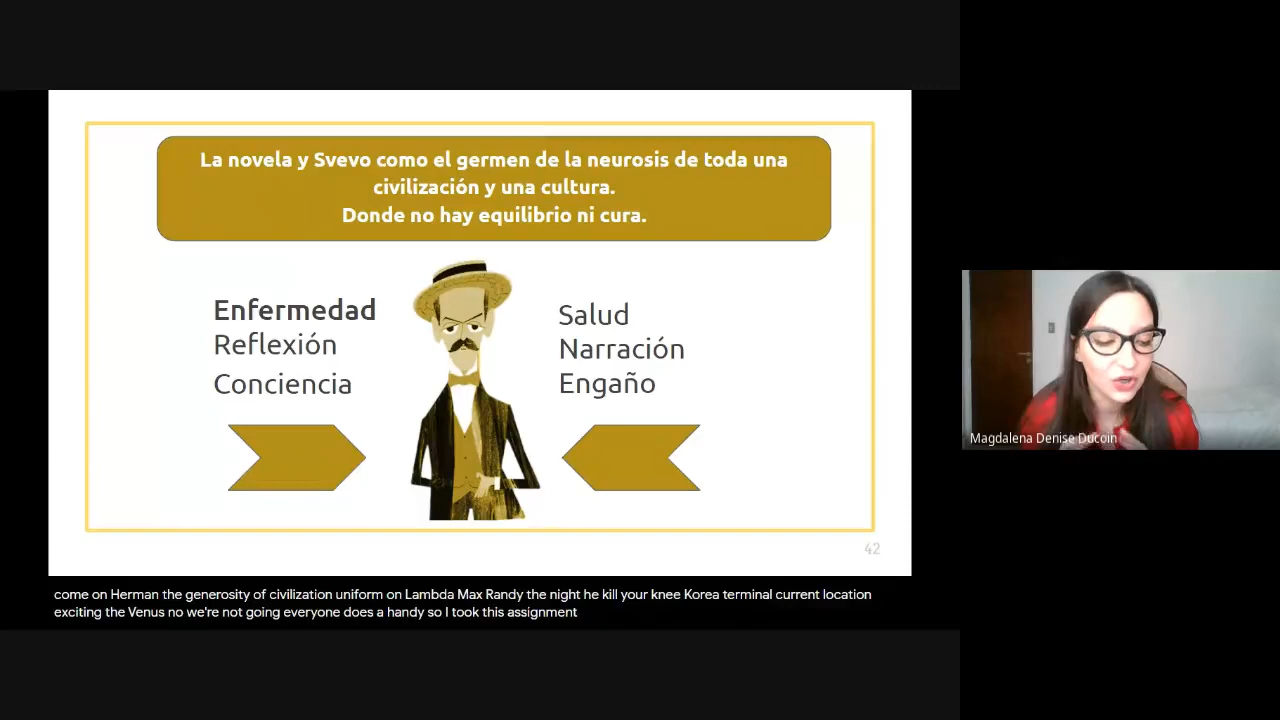 La novela y Svevo como el germen de la neurosis de toda una
civilización y una cultura.
Donde no hay equilibrio ni cura.
Enfermedad
Reflexión
Conciencia
Salud
Narración
Engaño
42
Magdalena Denise Ducoin
come on Herman the generosity of civilization uniform on Lambda Max Randy the night he kill your knee Korea terminal current location
exciting the Venus no we're not going everyone does a handy so I took this assignment